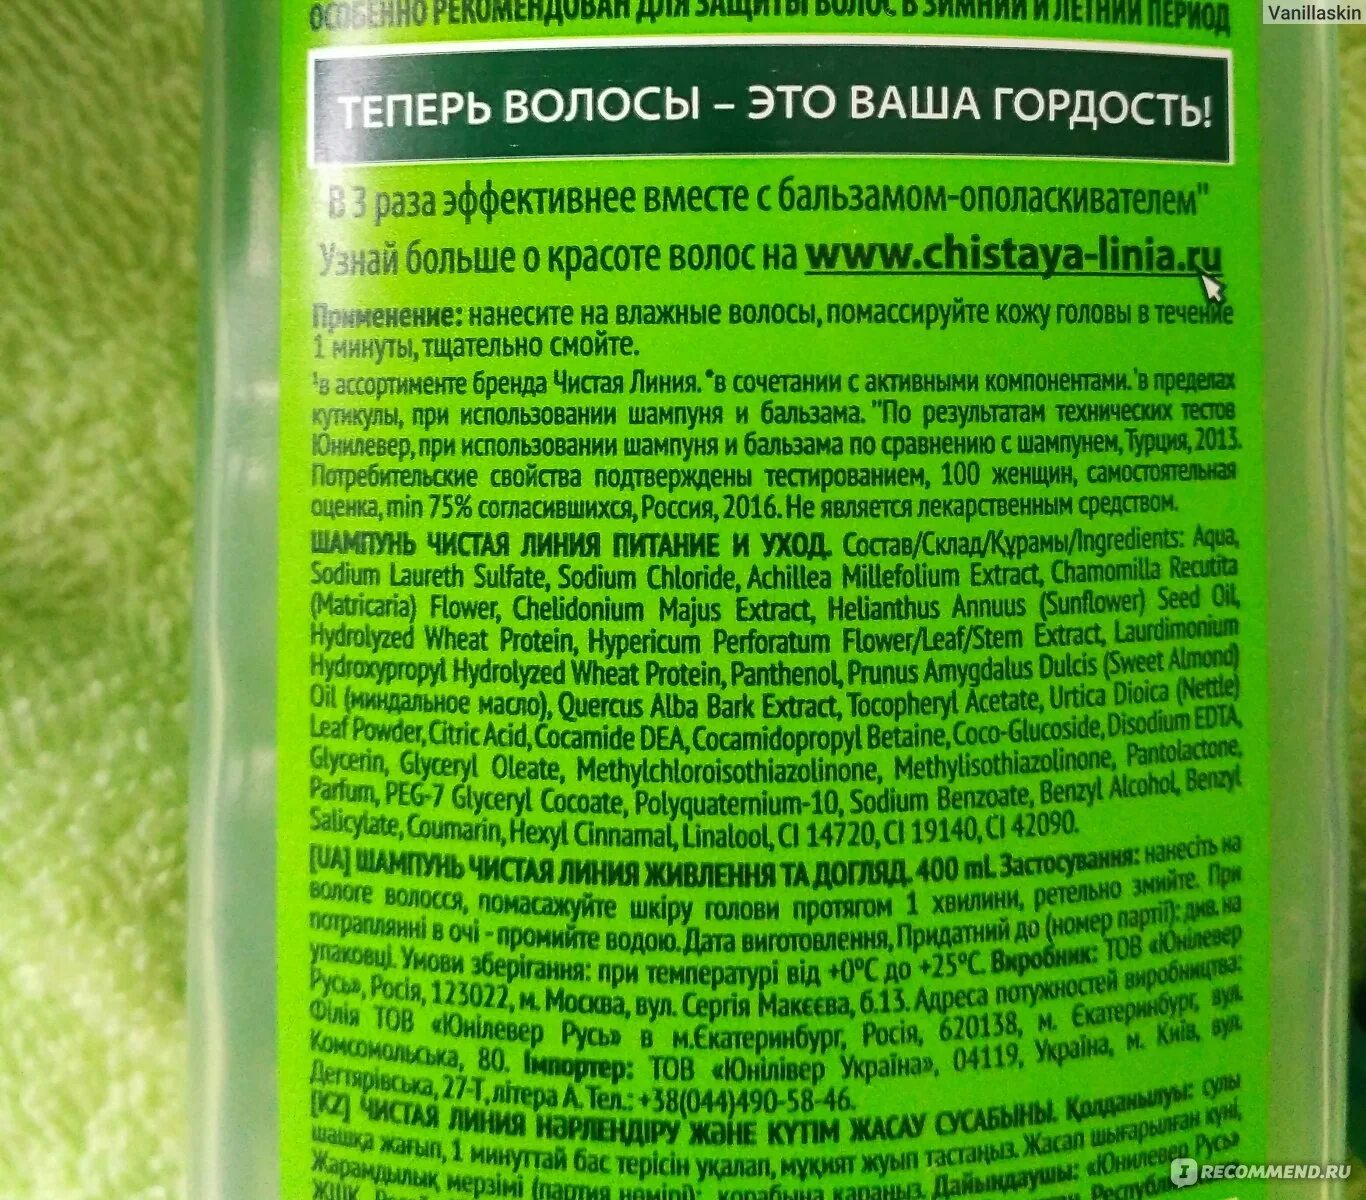 Vanillaskin
ОСОБЕННО РЕКОМЕНДОВАН ДЛЯ ЗАЩИТЫ ВОЛОС В ЗИМНИЙ И ЛЕТНИЙ ПЕРИОД
ТЕПЕРЬ ВОЛОСЫ – ЭТО ВАША ГОРДОСТЬ!
В 3 раза эффективнее вместе с бальзамом-ополаскивателем"
Узнай больше о красоте волос на www.chistaya-linia.ru
Применение: нанесите на влажные волосы, помассируйте кожу головы в течение
1 минуты, тщательно смойте.
¹в ассортименте бренда Чистая Линия. *в сочетании с активными компонентами. 'в пределах
кутикулы, при использовании шампуня и бальзама. "По результатам технических тестов
Юнилевер, при использовании шампуня и бальзама по сравнению с шампунем, Турция, 2013.
Потребительские свойства подтверждены тестированием, 100 женщин, самостоятельная
оценка, min 75% согласившихся, Россия, 2016. Не является лекарственным средством.
ШАМПУНЬ ЧИСТАЯ ЛИНИЯ ПИТАНИЕ И УХОД. Состав/Склад/Құрамы/Ingredients: Aqua,
Sodium Laureth Sulfate, Sodium Chloride, Achillea Millefolium Extract, Chamomilla Recutita
(Matricaria) Flower, Chelidonium Majus Extract, Helianthus Annuus (Sunflower) Seed Oil,
Hydrolyzed Wheat Protein, Hypericum Perforatum Flower/Leaf/Stem Extract, Laurdimonium
Hydroxypropyl Hydrolyzed Wheat Protein, Panthenol, Prunus Amygdalus Dulcis (Sweet Almond)
Oil (миндальное масло), Quercus Alba Bark Extract, Tocopheryl Acetate, Urtica Dioica (Nettle)
Leaf Powder, Citric Acid, Cocamide DEA, Cocamidopropyl Betaine, Coco-Glucoside, Disodium EDTA,
Glycerin, Glyceryl Oleate, Methylchloroisothiazolinone, Methylisothiazolinone, Pantolactone,
Parfum, PEG-7 Glyceryl Cocoate, Polyquaternium-10, Sodium Benzoate, Benzyl Alcohol, Benzyl
Salicylate, Coumarin, Hexyl Cinnamal, Linalool, CI 14720, CI 19140, CI 42090.
[UA] ШАМПУНЬ ЧИСТАЯ ЛИНИЯ ЖИВЛЕННЯ ТА ДОГЛЯД. 400 ml. Застосування: нанесіть на
вологе волосся, помасажуйте шкіру голови протягом 1 хвилини, ретельно змийте. При
потраплянні в очі - промийте водою. Дата виготовлення, Придатний до (номер партії): див. на
упаковці. Умови зберігання: при температурі від +0°С до +25°С. Виробник: ТОВ «Юнілевер
Русь», Росія, 123022, м. Москва, вул. Сергія Макєєва, б.13. Адреса потужностей виробництва:
Філія ТОВ «Юнілевер Русь» в м.Єкатеринбург, Росія, 620138, м. Єкатеринбург, вул.
Комсомольська, 80. Імпортер: ТОВ «Юнілівер Україна», 04119, Україна, м. Київ, вул.
Дегтярівська, 27-Т, літера А. Тел.: +38(044)490-58-46.
[KZ] ЧИСТАЯ ЛИНИЯ НӘРЛЕНДІРУ ЖӘНЕ КҮТІМ ЖАСАУ СУСАБЫНЫ. Қолданылуы: сулы
шашқа жағып, 1 минуттай бас терісін уқалап, мұқият жуып тастаңыз. Жасап шығарылған күні,
Жарамдылық мерзімі (партия немірі): қорабына қараңыз. Дайындаушы: «Юнилевер Русь»
ЖШҚ,
IRECOMMEND.RU